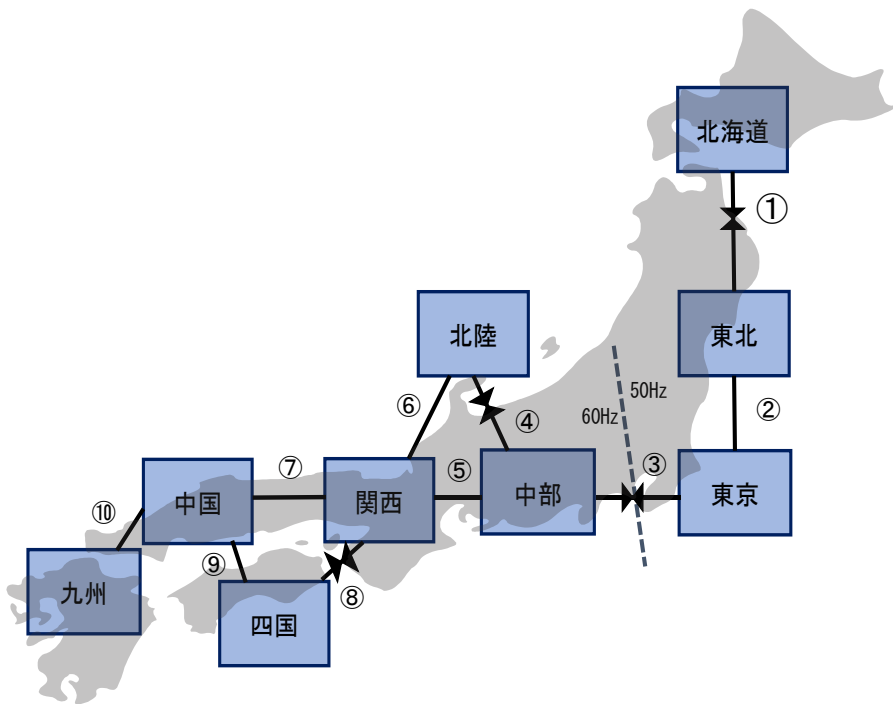 北海道
①
北陸
東北
50Hz
60Hz
⑥
④
②
⑦
⑤
③
中国
関西
中部
東京
⑩
⑨
⑧
九州
四国